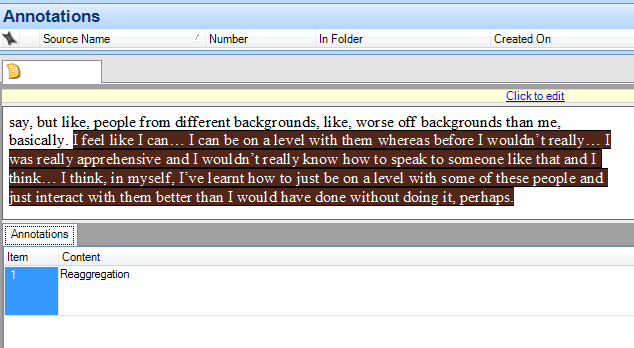 Annotations
Source Name Number In Folder Created On
Click to edit
say, but like, people from different backgrounds, like, worse off backgrounds than me,
basically. I feel like I can… I can be on a level with them whereas before I wouldn’t really… I
was really apprehensive and I wouldn’t really know how to speak to someone like that and I
think… I think, in myself, I’ve learnt how to just be on a level with some of these people and
just interact with them better than I would have done without doing it, perhaps.
Annotations
Item Content
1 Reaggregation